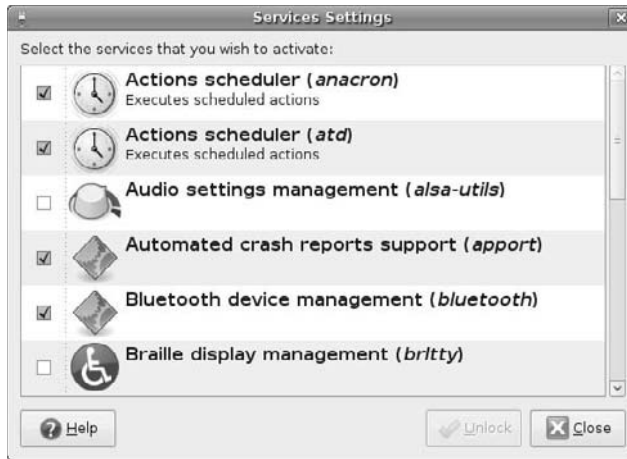 Services Settings
Select the services that you wish to activate:
Actions scheduler (anacron)
Executes scheduled actions
Actions scheduler (atd)
Executes scheduled actions
Audio settings management (alsa-utils)
Automated crash reports support (apport)
Bluetooth device management (bluetooth)
Braille display management (brltty)
Help
Unlock
Close